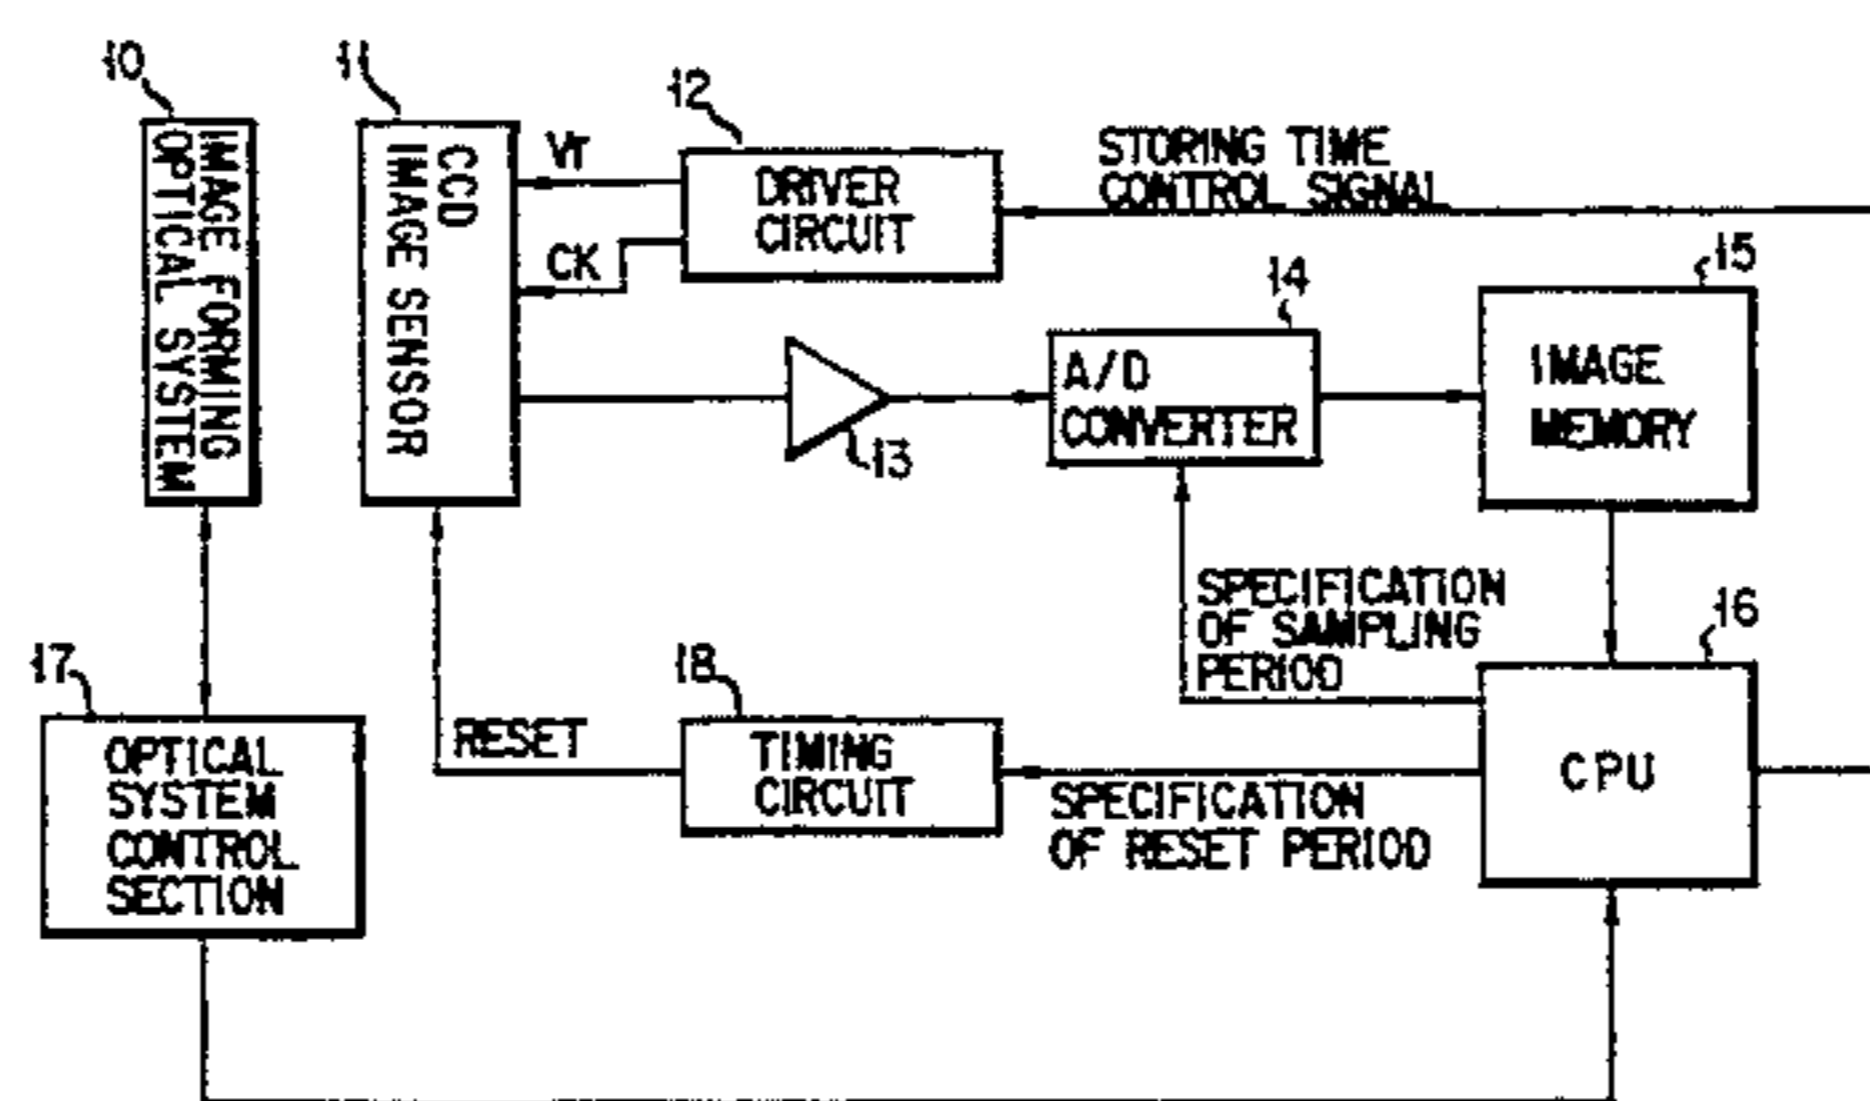 10
11
12
IMAGE FORMING
OPTICAL SYSTEM
CCD
IMAGE SENSOR
VT
CK
DRIVER
CIRCUIT
STORING TIME
CONTROL SIGNAL
13
14
A/D
CONVERTER
15
IMAGE
MEMORY
SPECIFICATION
OF SAMPLING
PERIOD
16
CPU
17
OPTICAL
SYSTEM
CONTROL
SECTION
RESET
18
TIMING
CIRCUIT
SPECIFICATION
OF RESET PERIOD